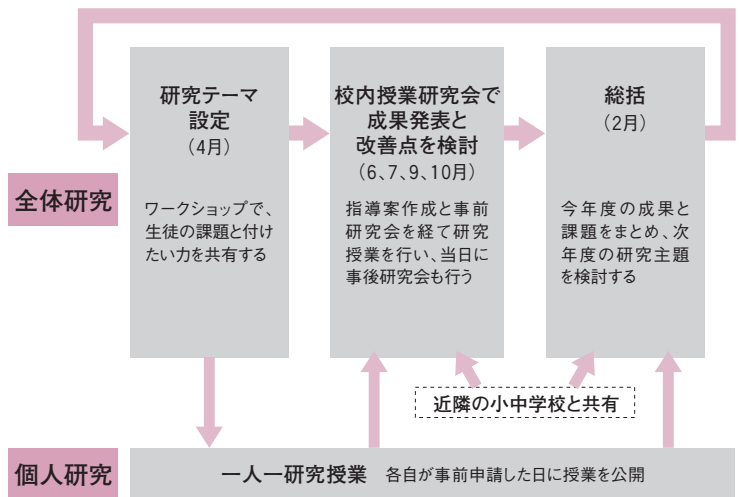 全体研究
研究テーマ
設定
（4月）
ワークショップで、
生徒の課題と付け
たい力を共有する
校内授業研究会で
成果発表と
改善点を検討
（6、7、9、10月）
指導案作成と事前
研究会を経て研究
授業を行い、当日に
事後研究会も行う
総括
（2月）
今年度の成果と
課題をまとめ、次
年度の研究主題
を検討する
近隣の小中学校と共有
個人研究
一人一研究授業 各自が事前申請した日に授業を公開